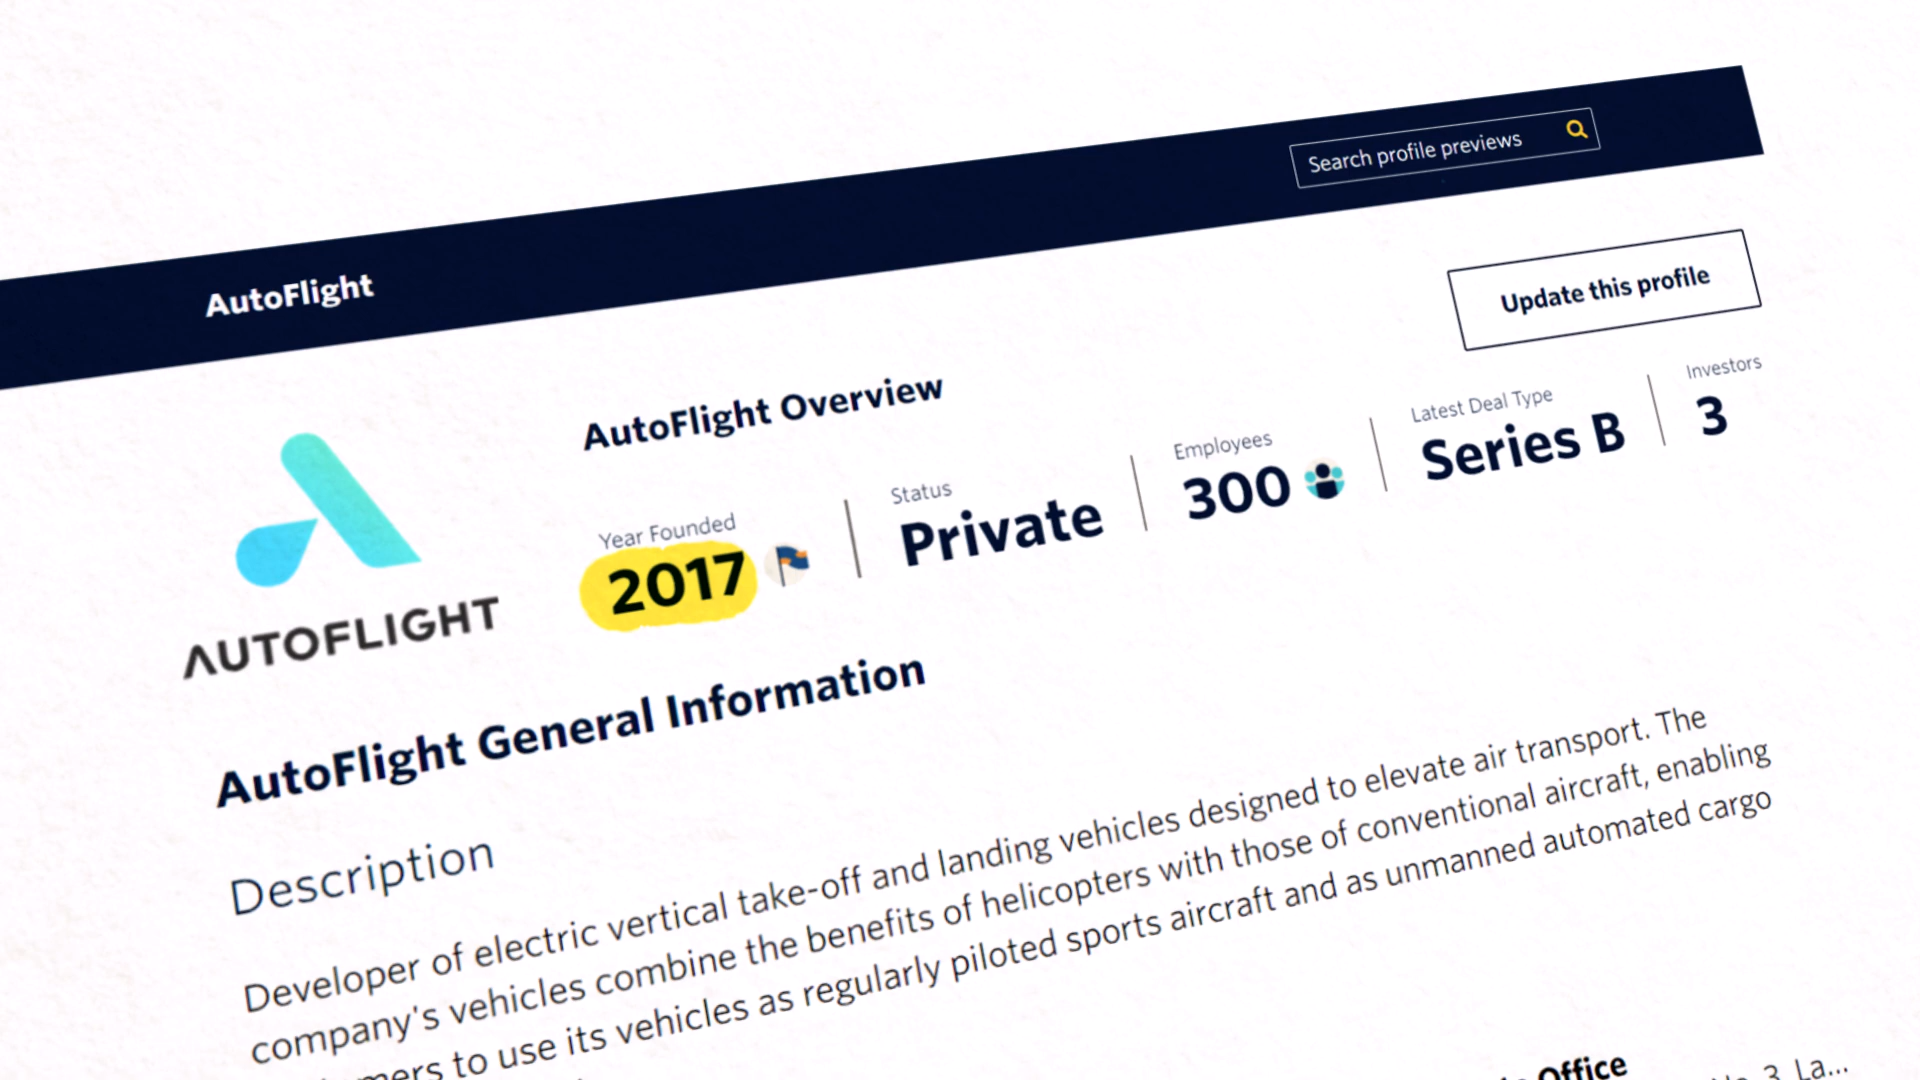 AutoFlight
Search profile previews
Update this profile
AUTOFLIGHT
AutoFlight Overview
Year Founded
2017
Status
Private
Employees
300
Latest Deal Type
Series B
Investors
3
AutoFlight General Information
Description
Developer of electric vertical take-off and landing vehicles designed to elevate air transport. The
company's vehicles combine the benefits of helicopters with those of conventional aircraft, enabling
to use its vehicles as regularly piloted sports aircraft and as unmanned automated cargo
Office
3, La...